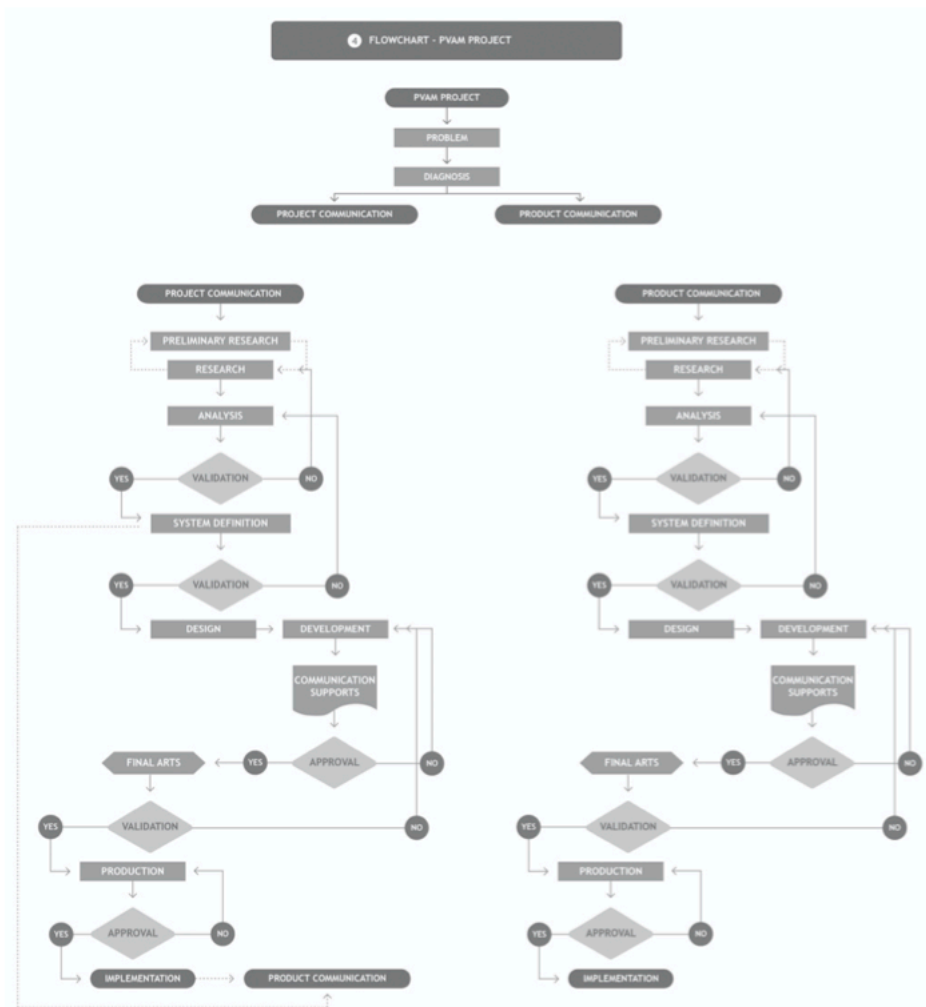 4 FLOWCHART - PVAM PROJECT
PVAM PROJECT
PROBLEM
DIAGNOSIS
PROJECT COMMUNICATION
PRODUCT COMMUNICATION
PROJECT COMMUNICATION
PRELIMINARY RESEARCH
RESEARCH
ANALYSIS
YES
VALIDATION
NO
SYSTEM DEFINITION
YES
VALIDATION
NO
DESIGN
DEVELOPMENT
COMMUNICATION
SUPPORTS
FINAL ARTS
YES
APPROVAL
NO
YES
VALIDATION
NO
PRODUCTION
YES
APPROVAL
NO
IMPLEMENTATION
PRODUCT COMMUNICATION
PRODUCT COMMUNICATION
PRELIMINARY RESEARCH
RESEARCH
ANALYSIS
YES
VALIDATION
NO
SYSTEM DEFINITION
YES
VALIDATION
NO
DESIGN
DEVELOPMENT
COMMUNICATION
SUPPORTS
FINAL ARTS
YES
APPROVAL
NO
YES
VALIDATION
NO
PRODUCTION
YES
APPROVAL
NO
IMPLEMENTATION